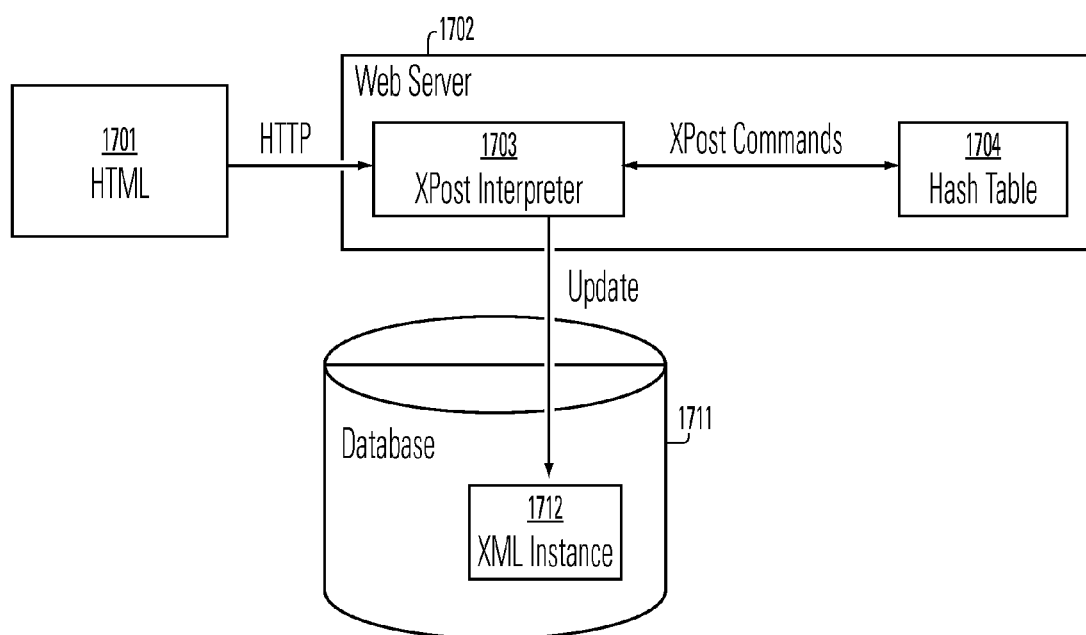 1702
Web Server
1701
HTML
HTTP
1703
XPost Interpreter
XPost Commands
1704
Hash Table
Update
1711
Database
1712
XML Instance